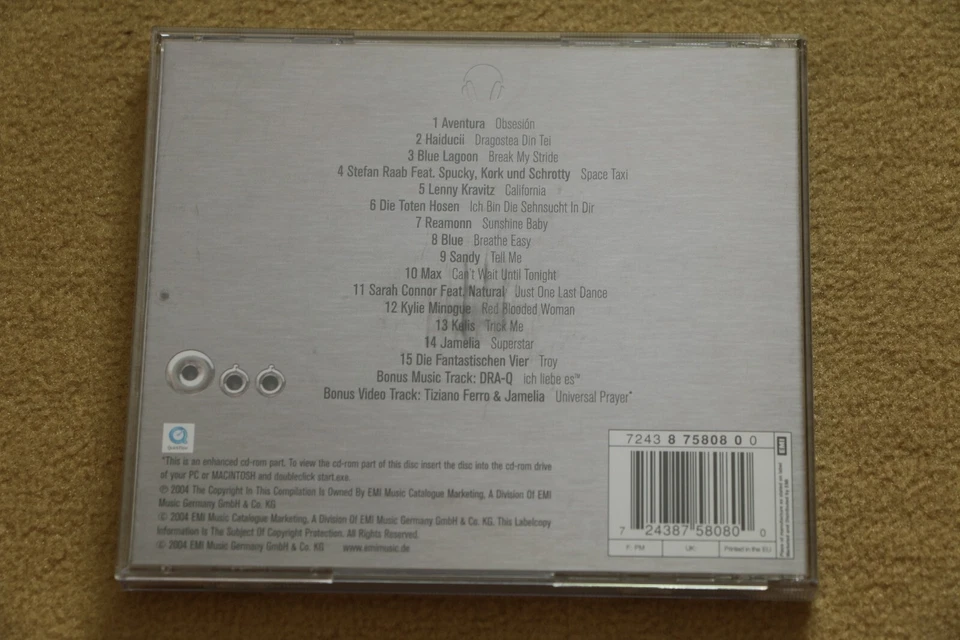 1 Aventura Obsesión
2 Haiducii Dragostea Din Tei
3 Blue Lagoon Break My Stride
4 Stefan Raab Feat. Spucky, Kork und Schrotty Space Taxi
5 Lenny Kravitz California
6 Die Toten Hosen Ich Bin Die Sehnsucht In Dir
7 Reamonn Sunshine Baby
8 Blue Breathe Easy
9 Sandy Tell Me
10 Max Can't Wait Until Tonight
11 Sarah Connor Feat. Natural Just One Last Dance
12 Kylie Minogue Red Blooded Woman
13 Kelis Trick Me
14 Jamelia Superstar
15 Die Fantastischen Vier Troy
Bonus Music Track: DRA-Q ich liebe es™
Bonus Video Track: Tiziano Ferro & Jamelia Universal Prayer*
QuickTime
*This is an enhanced cd-rom part. To view the cd-rom part of this disc insert the disc into the cd-rom drive
of your PC or MACINTOSH and doubleclick start.exe.
℗ 2004 The Copyright In This Compilation Is Owned By EMI Music Catalogue Marketing, A Division Of EMI
Music Germany GmbH & Co. KG
© 2004 EMI Music Catalogue Marketing, A Division Of EMI Music Germany GmbH & Co. KG. This Labelcopy
Information Is The Subject Of Copyright Protection. All Rights Reserved.
© 2004 EMI Music Germany GmbH & Co. KG www.emimusic.de
7243 8 75808 0 0
7 24387 58080 0
F: PM UK: Printed in the EU
EMI
Place of manufacture as stated on label